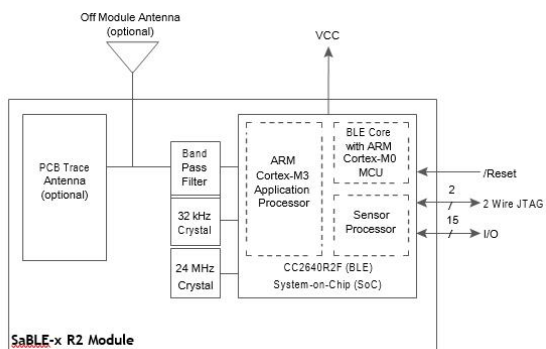 Off Module Antenna
(optional)
VCC
PCB Trace
Antenna
(optional)
Band
Pass
Filter
32 kHz
Crystal
24 MHz
Crystal
ARM
Cortex-M3
Application
Processor
BLE Core
with ARM
Cortex-M0
MCU
Sensor
Processor
CC2640R2F (BLE)
System-on-Chip (SoC)
/Reset
2
/
2 Wire JTAG
15
/
I/O
SaBLE-x R2 Module